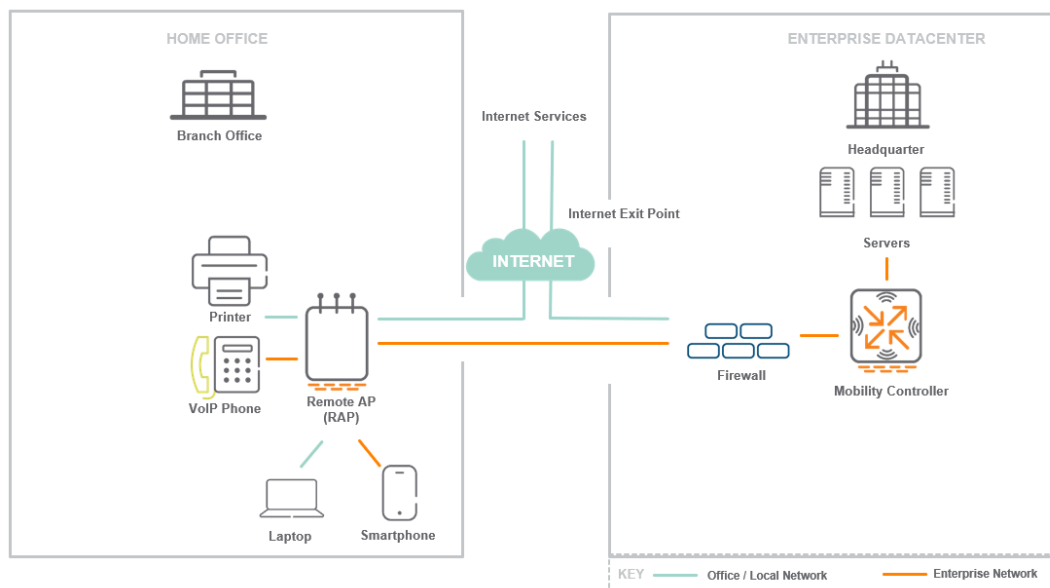 HOME OFFICE
Branch Office
Printer
VoIP Phone
Remote AP
(RAP)
Laptop
Smartphone
Internet Services
Internet Exit Point
INTERNET
ENTERPRISE DATACENTER
Headquarter
Servers
Firewall
Mobility Controller
KEY
Office / Local Network
Enterprise Network